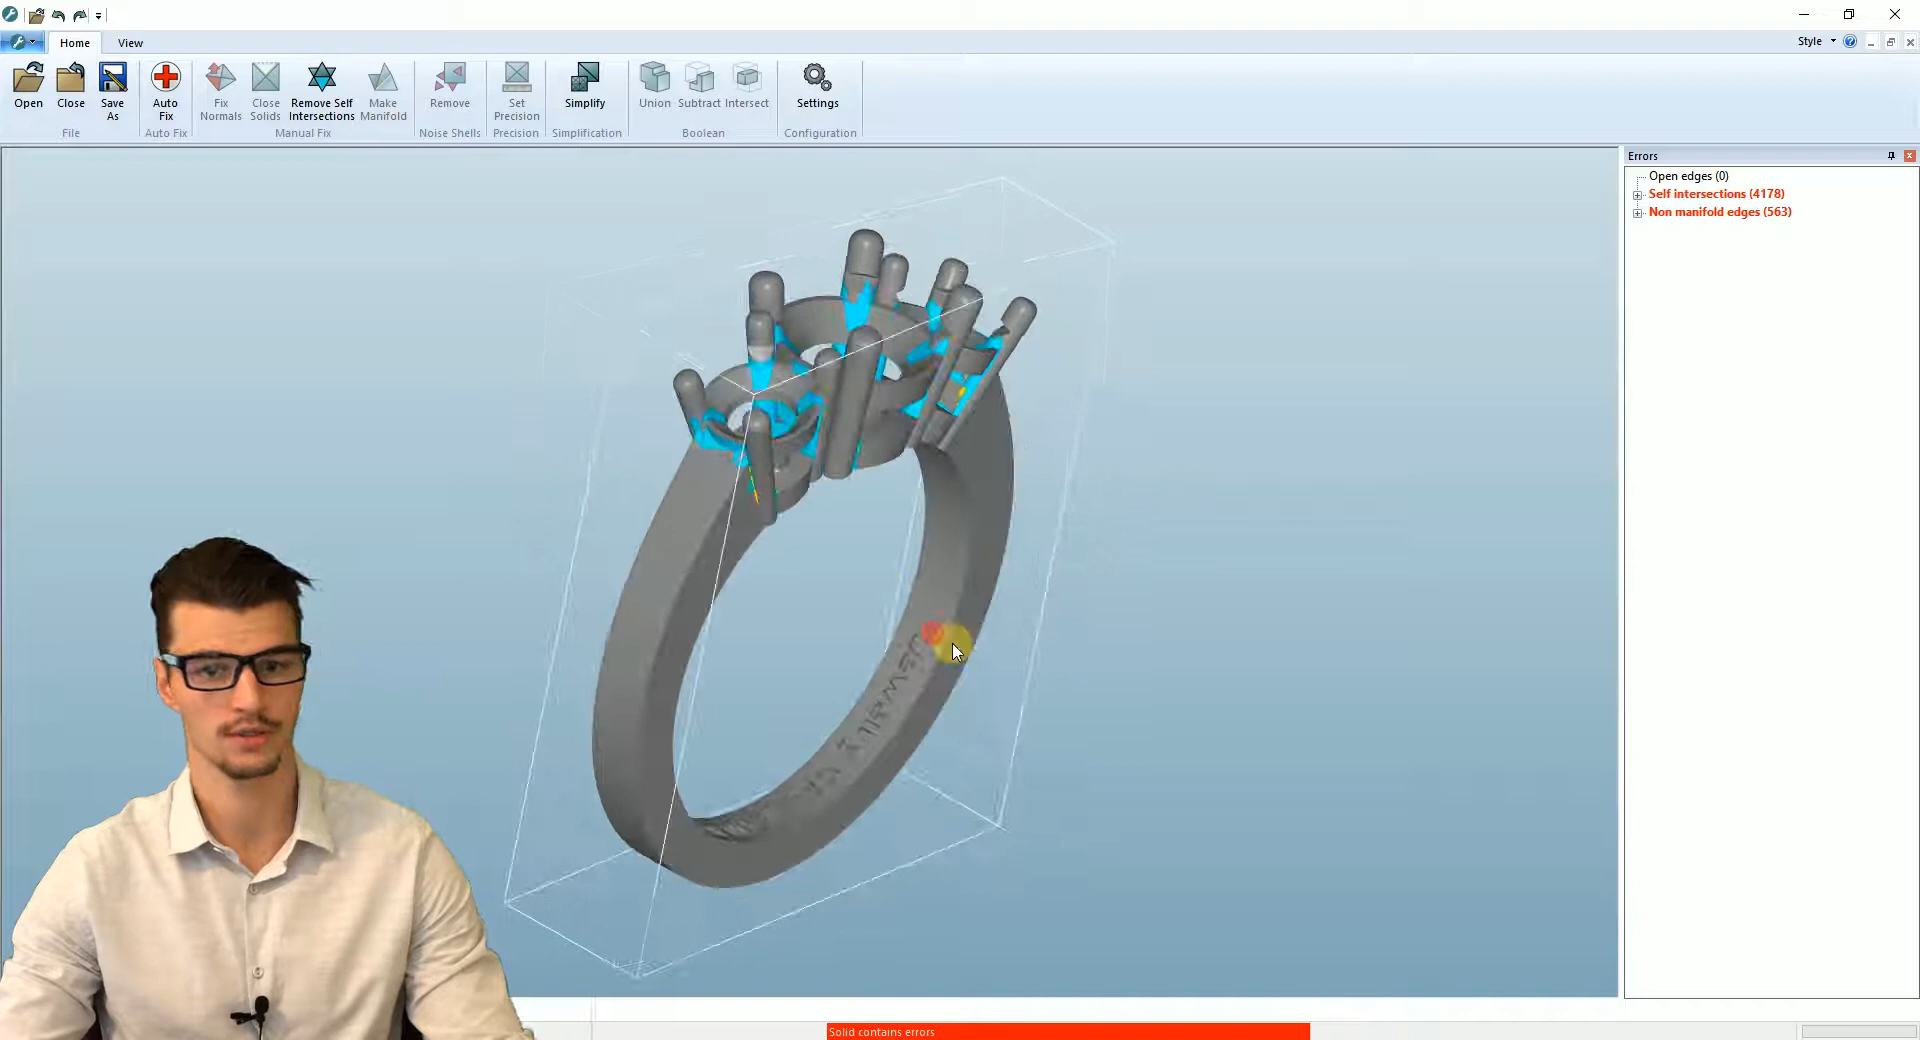 Home View
Style
Open
Close
Save As
Auto Fix
Fix Normals
Close Solids
Remove Self Intersections
Make Manifold
Remove
Set Precision
Simplify
Union
Subtract
Intersect
Settings
File
Auto Fix
Manual Fix
Noise Shells
Precision
Simplification
Boolean
Configuration
Errors
Open edges (0)
Self intersections (4178)
Non manifold edges (563)
Solid contains errors